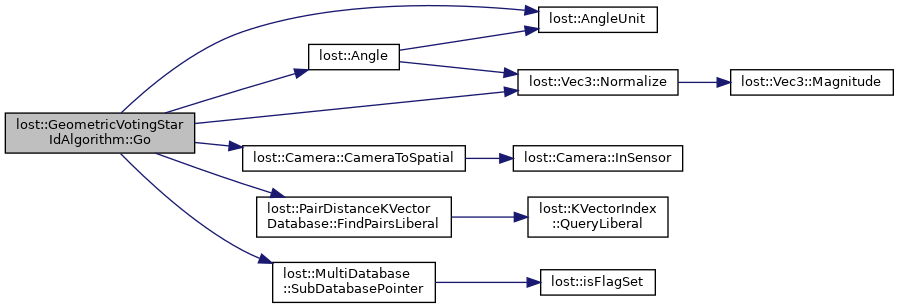 lost::AngleUnit
lost::Angle
lost::Vec3::Normalize
lost::Vec3::Magnitude
lost::GeometricVotingStar
IdAlgorithm::Go
lost::Camera::CameraToSpatial
lost::Camera::InSensor
lost::PairDistanceKVector
Database::FindPairsLiberal
lost::KVectorIndex
::QueryLiberal
lost::MultiDatabase
::SubDatabasePointer
lost::isFlagSet